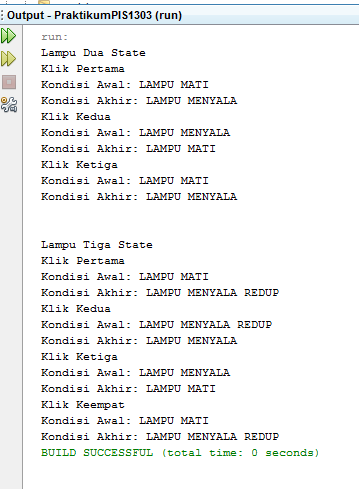 Output - PraktikumPIS1303 (run)
run:
Lampu Dua State
Klik Pertama
Kondisi Awal: LAMPU MATI
Kondisi Akhir: LAMPU MENYALA
Klik Kedua
Kondisi Awal: LAMPU MENYALA
Kondisi Akhir: LAMPU MATI
Klik Ketiga
Kondisi Awal: LAMPU MATI
Kondisi Akhir: LAMPU MENYALA
Lampu Tiga State
Klik Pertama
Kondisi Awal: LAMPU MATI
Kondisi Akhir: LAMPU MENYALA REDUP
Klik Kedua
Kondisi Awal: LAMPU MENYALA REDUP
Kondisi Akhir: LAMPU MENYALA
Klik Ketiga
Kondisi Awal: LAMPU MENYALA
Kondisi Akhir: LAMPU MATI
Klik Keempat
Kondisi Awal: LAMPU MATI
Kondisi Akhir: LAMPU MENYALA REDUP
BUILD SUCCESSFUL (total time: 0 seconds)